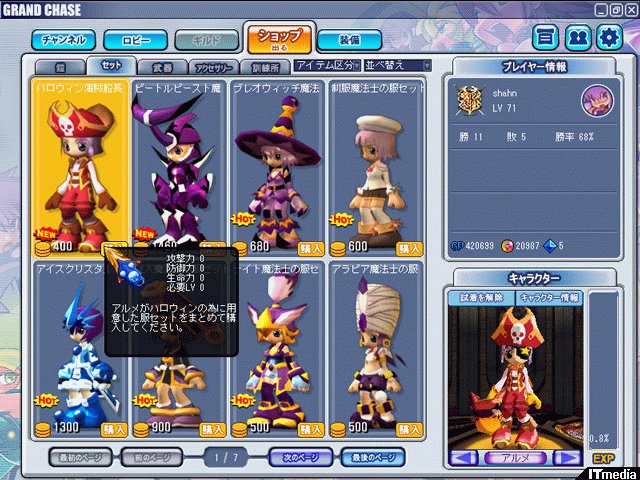 GRAND CHASE
チャンネル
ロビー
ギルド
ショップ
出る
装備
鎧
セット
武器
アクセサリー
訓練所
アイテム区分
並べ替え
ハロウィン海賊船長
ビートルビースト魔
ブレオウィッチ魔法
制服魔法士の服セット
NEW
400
購入
NEW
1160
HOT
680
購入
HOT
600
購入
攻撃力 0
防御力 0
生命力 0
必要LV 0
アルメがハロウィンの為に用
意した服セットをまとめて購
入してください。
アイスクリスタル
ナイト魔法士の服セ
アラビア魔法士の服
HOT
1300
購入
HOT
900
購入
HOT
500
購入
500
購入
最初のページ
前のページ
1 / ?
次のページ
最後のページ
プレイヤー情報
shahn
LV 71
勝 11
敗 5
勝率 68%
GP 420699
20987
5
キャラクター
試着を解除
キャラクター情報
0.8%
アルメ
EXP
ITmedia